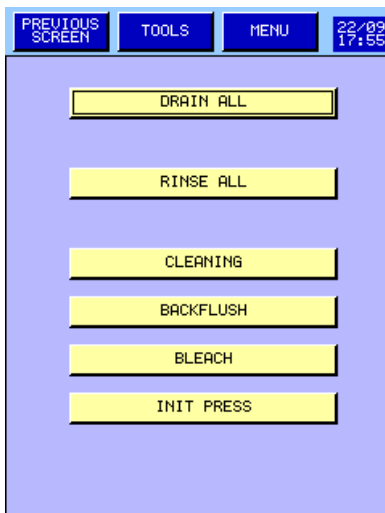 PREVIOUS
SCREEN
TOOLS
MENU
22/09
17:55
DRAIN ALL
RINSE ALL
CLEANING
BACKFLUSH
BLEACH
INIT PRESS